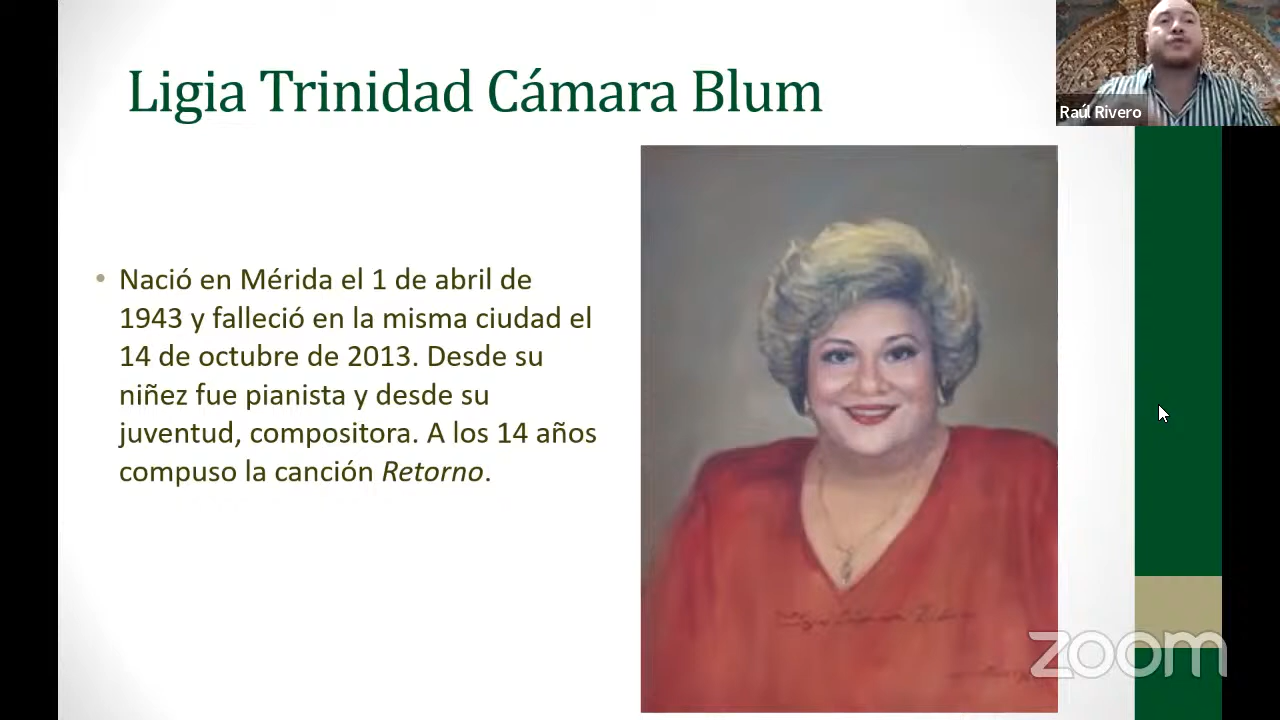 Ligia Trinidad Cámara Blum
Raúl Rivero
• Nació en Mérida el 1 de abril de
1943 y falleció en la misma ciudad el
14 de octubre de 2013. Desde su
niñez fue pianista y desde su
juventud, compositora. A los 14 años
compuso la canción Retorno.
zoom